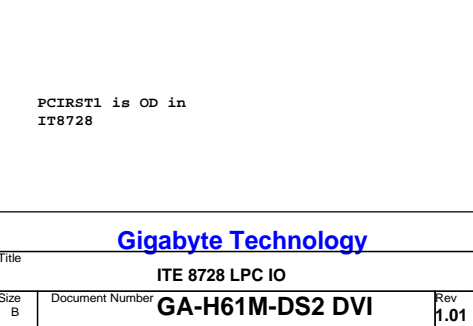 PCIRST1 is OD in
IT8728
Gigabyte Technology
Title
ITE 8728 LPC IO
Size
B
Document Number
GA-H61M-DS2 DVI
Rev
1.01